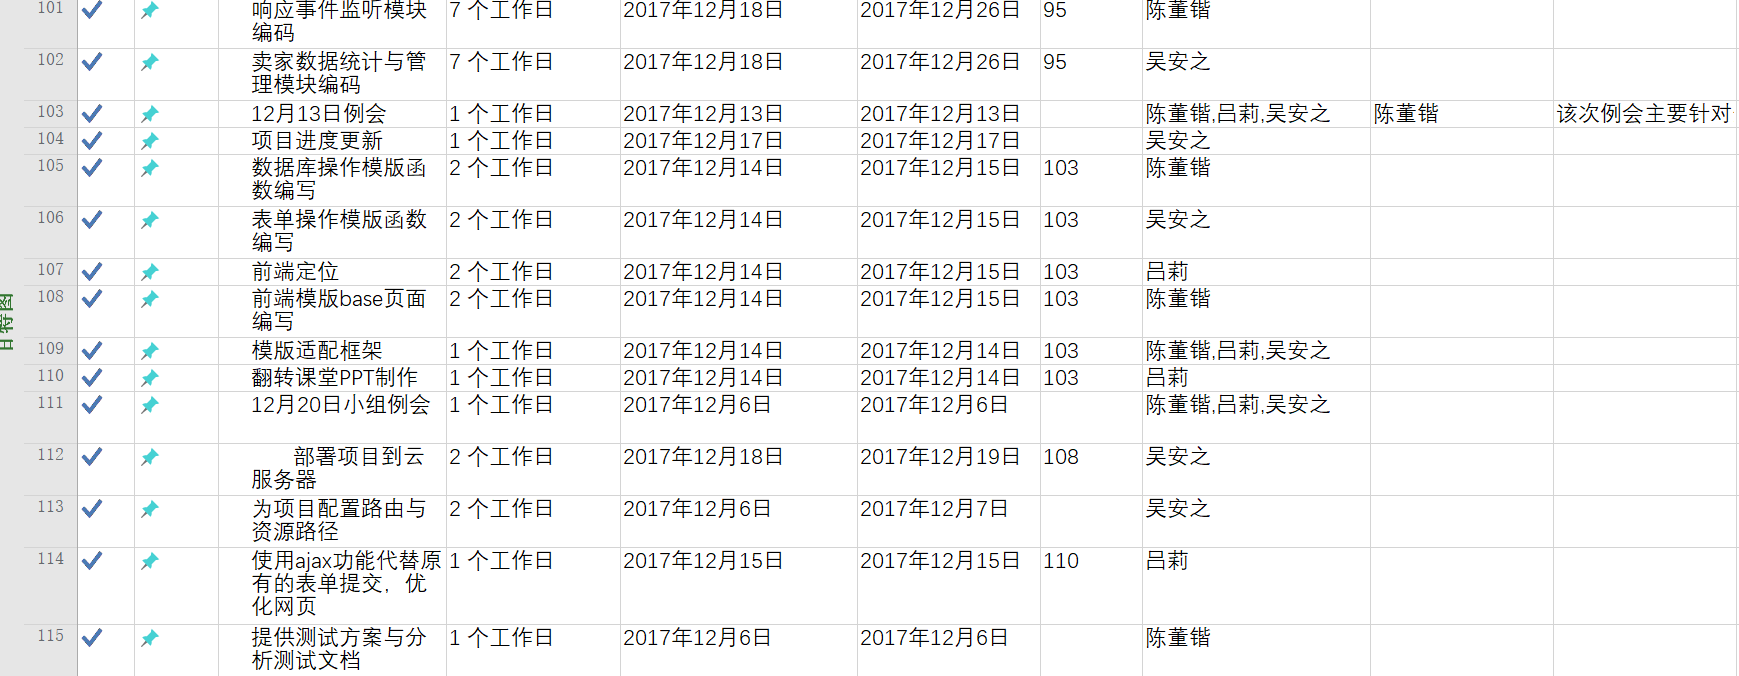 101 响应事件监听模块 7 个工作日 2017年12月18日 2017年12月26日 95 陈董锴
编码
102 卖家数据统计与管 7 个工作日 2017年12月18日 2017年12月26日 95 吴安之
理模块编码
103 12月13日例会 1 个工作日 2017年12月13日 2017年12月13日 陈董锴,吕莉,吴安之 陈董锴 该次例会主要针对
104 项目进度更新 1 个工作日 2017年12月17日 2017年12月17日 吴安之
105 数据库操作模版函 2 个工作日 2017年12月14日 2017年12月15日 103 陈董锴
数编写
106 表单操作模版函数 2 个工作日 2017年12月14日 2017年12月15日 103 吴安之
编写
107 前端定位 2 个工作日 2017年12月14日 2017年12月15日 103 吕莉
108 前端模版base页面 2 个工作日 2017年12月14日 2017年12月15日 103 陈董锴
编写
109 模版适配框架 1 个工作日 2017年12月14日 2017年12月14日 103 陈董锴,吕莉,吴安之
110 翻转课堂PPT制作 1 个工作日 2017年12月14日 2017年12月14日 103 吕莉
111 12月20日小组例会 1 个工作日 2017年12月6日 2017年12月6日 陈董锴,吕莉,吴安之
112 部署项目到云 2 个工作日 2017年12月18日 2017年12月19日 108 吴安之
服务器
113 为项目配置路由与 2 个工作日 2017年12月6日 2017年12月7日 吴安之
资源路径
114 使用ajax功能代替原 1 个工作日 2017年12月15日 2017年12月15日 110 吕莉
有的表单提交，优
化网页
115 提供测试方案与分 1 个工作日 2017年12月6日 2017年12月6日 陈董锴
析测试文档